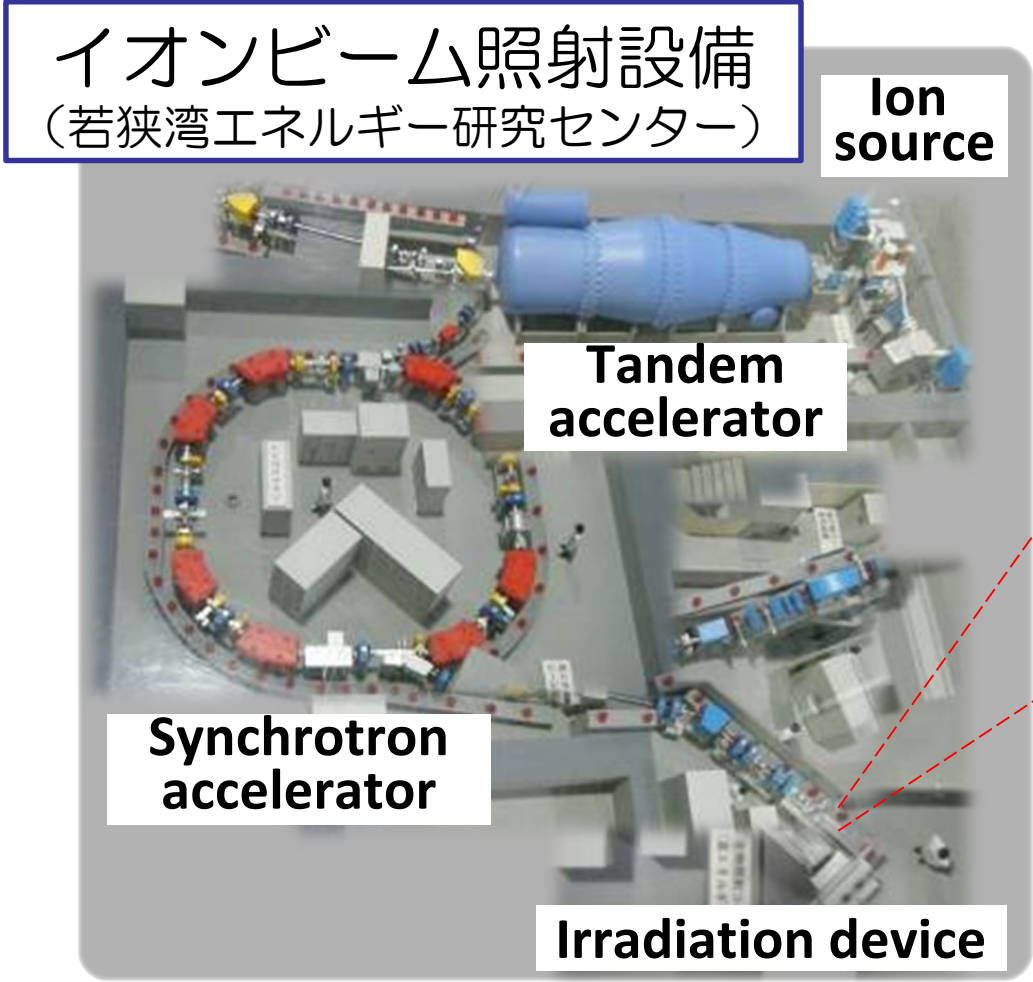 イオンビーム照射設備
（若狭湾エネルギー研究センター）
Ion
source
Tandem
accelerator
Synchrotron
accelerator
Irradiation device